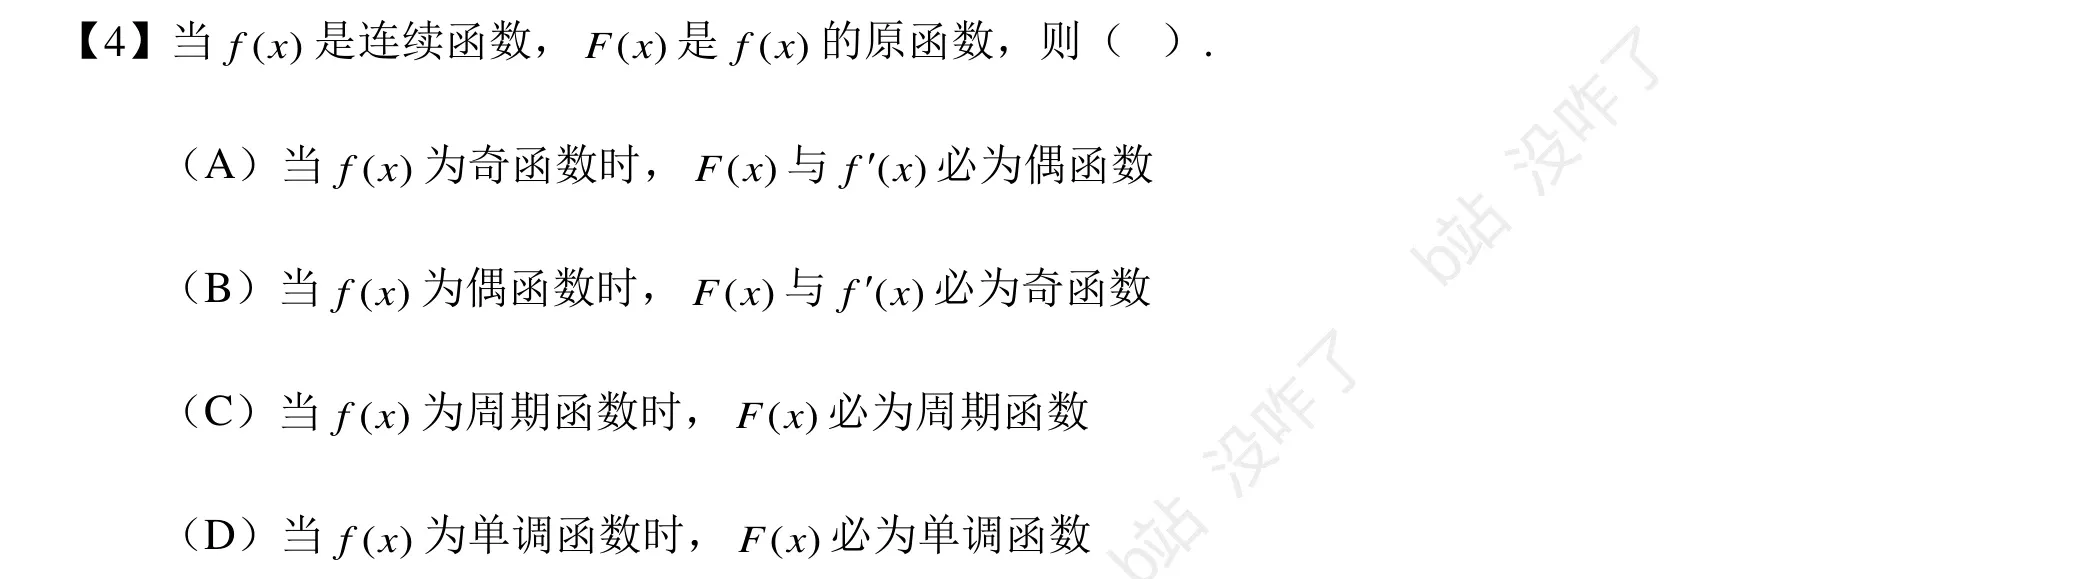 【4】当 f(x) 是连续函数，F(x) 是 f(x) 的原函数，则（ ）.
（A）当 f(x) 为奇函数时，F(x) 与 f′(x) 必为偶函数
（B）当 f(x) 为偶函数时，F(x) 与 f′(x) 必为奇函数
（C）当 f(x) 为周期函数时，F(x) 必为周期函数
（D）当 f(x) 为单调函数时，F(x) 必为单调函数
b站 没咋了
b站 没咋了